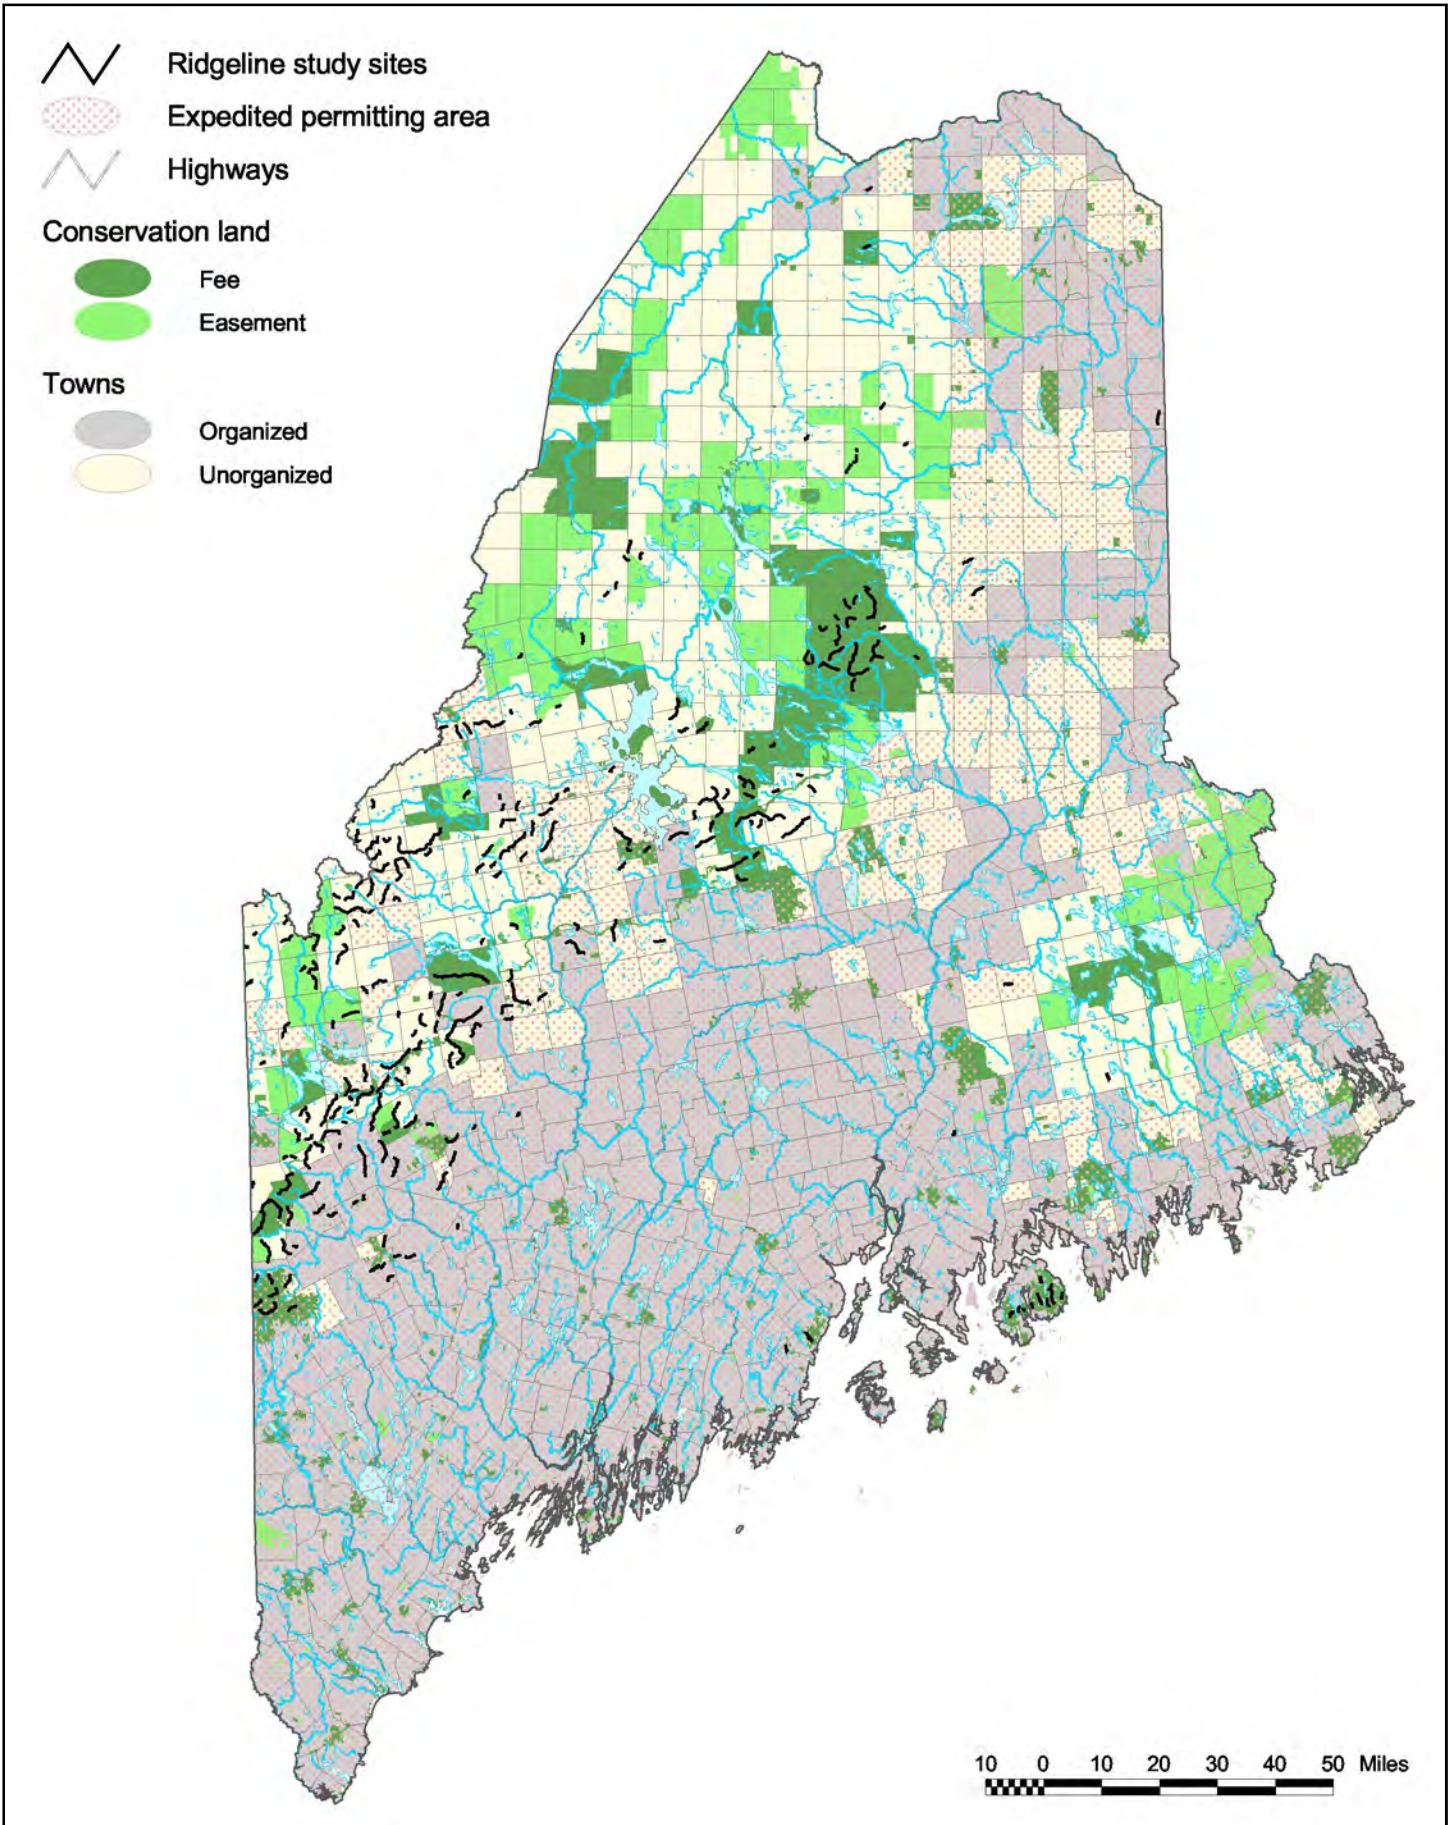 Ridgeline study sites
Expedited permitting area
Highways
Conservation land
Fee
Easement
Towns
Organized
Unorganized
10 0 10 20 30 40 50 Miles